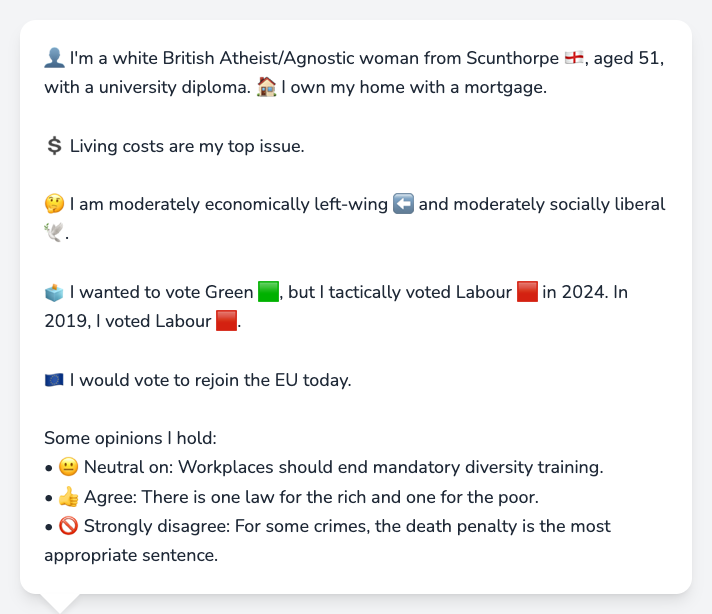 👤 I'm a white British Atheist/Agnostic woman from Scunthorpe 🏴󠁧󠁢󠁥󠁮󠁧󠁿, aged 51,
with a university diploma. 🏠 I own my home with a mortgage.
💲 Living costs are my top issue.
🤔 I am moderately economically left-wing ⬅️ and moderately socially liberal
🕊️.
🗳️ I wanted to vote Green 🟩, but I tactically voted Labour 🟥 in 2024. In
2019, I voted Labour 🟥.
🇪🇺 I would vote to rejoin the EU today.
Some opinions I hold:
• 😐 Neutral on: Workplaces should end mandatory diversity training.
• 👍 Agree: There is one law for the rich and one for the poor.
• 🚫 Strongly disagree: For some crimes, the death penalty is the most
appropriate sentence.